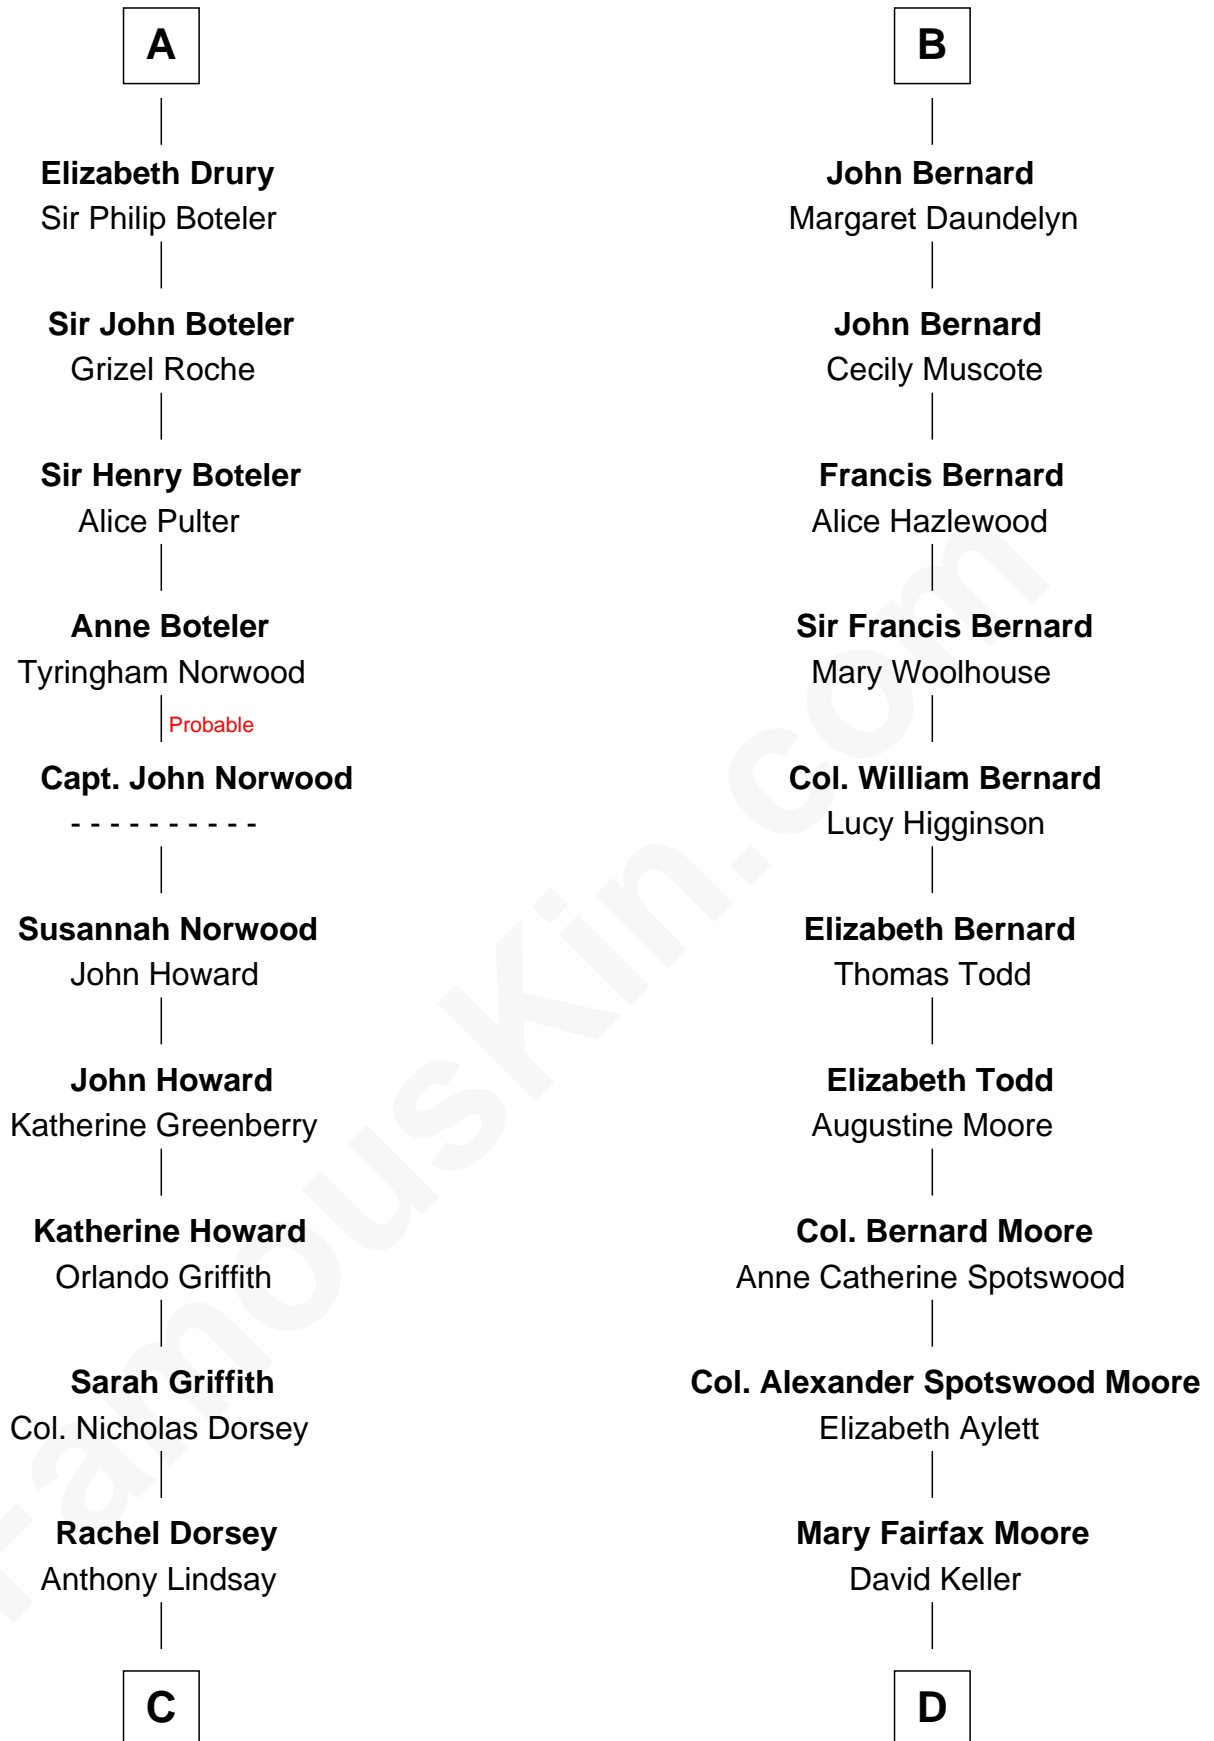 A
Elizabeth Drury
Sir Philip Boteler
Sir John Boteler
Grizel Roche
Sir Henry Boteler
Alice Pulter
Anne Boteler
Tyringham Norwood
Probable
Capt. John Norwood
- - - - - - - - - -
Susannah Norwood
John Howard
John Howard
Katherine Greenberry
Katherine Howard
Orlando Griffith
Sarah Griffith
Col. Nicholas Dorsey
Rachel Dorsey
Anthony Lindsay
C
B
John Bernard
Margaret Daundelyn
John Bernard
Cecily Muscote
Francis Bernard
Alice Hazlewood
Sir Francis Bernard
Mary Woolhouse
Col. William Bernard
Lucy Higginson
Elizabeth Bernard
Thomas Todd
Elizabeth Todd
Augustine Moore
Col. Bernard Moore
Anne Catherine Spotswood
Col. Alexander Spotswood Moore
Elizabeth Aylett
Mary Fairfax Moore
David Keller
D
FamousKin.com